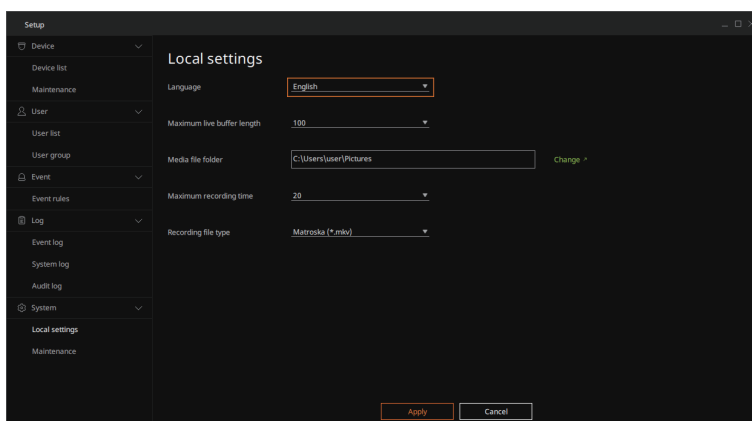 Setup
Device
Device list
Maintenance
User
User list
User group
Event
Event rules
Log
Event log
System log
Audit log
System
Local settings
Maintenance
Local settings
Language
English
Maximum live buffer length
100
Media file folder
C:\Users\user\Pictures
Change
Maximum recording time
20
Recording file type
Matroska (*.mkv)
Apply
Cancel